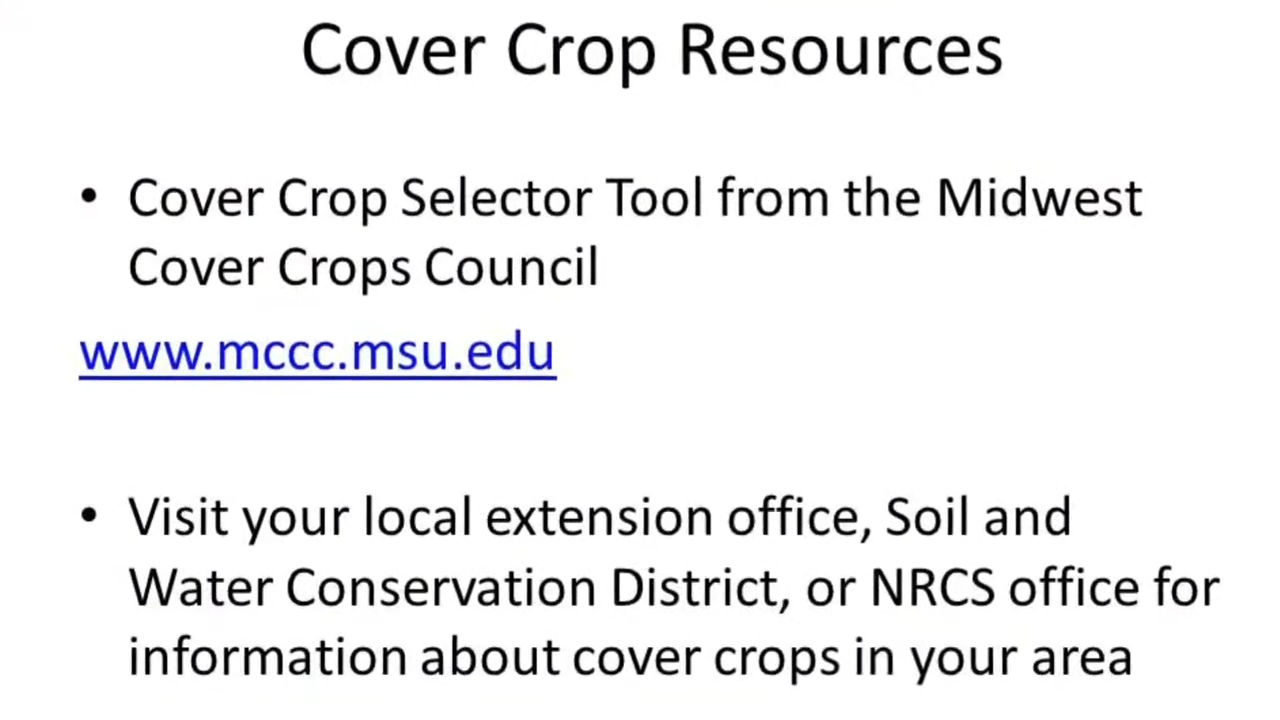 Cover Crop Resources
• Cover Crop Selector Tool from the Midwest
Cover Crops Council
www.mccc.msu.edu
• Visit your local extension office, Soil and
Water Conservation District, or NRCS office for
information about cover crops in your area